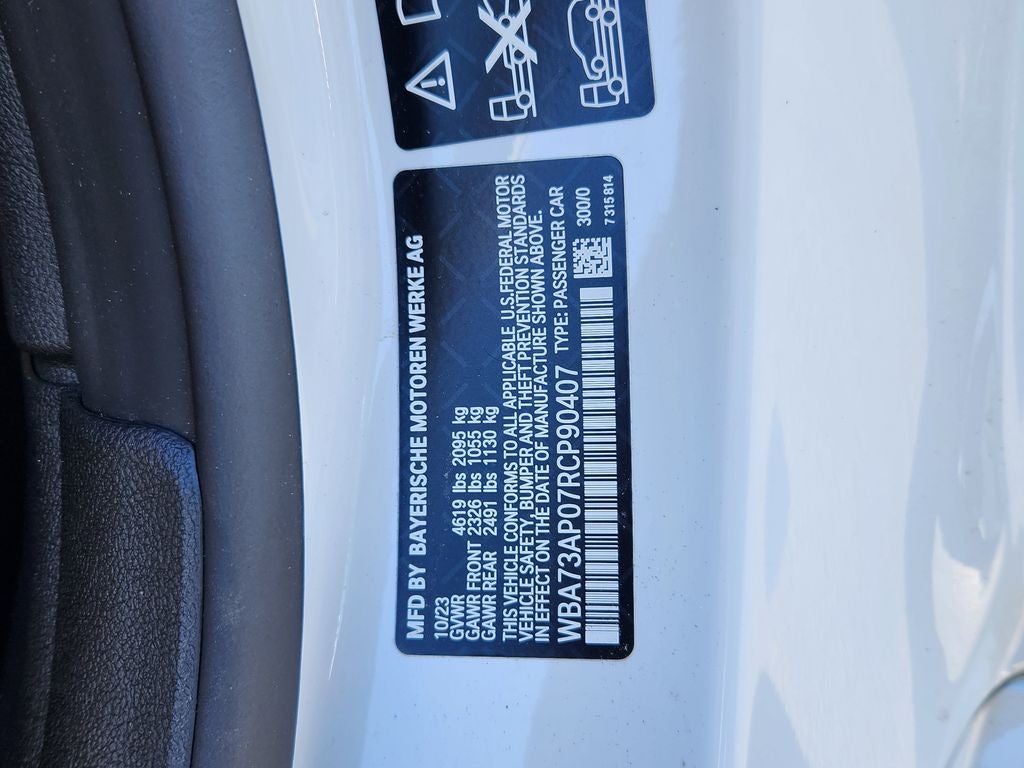 MFD BY BAYERISCHE MOTOREN WERKE AG
10/23
GVWR 4619 lbs 2095 kg
GAWR FRONT 2326 lbs 1055 kg
GAWR REAR 2491 lbs 1130 kg
THIS VEHICLE CONFORMS TO ALL APPLICABLE U.S.FEDERAL MOTOR
VEHICLE SAFETY, BUMPER AND THEFT PREVENTION STANDARDS
IN EFFECT ON THE DATE OF MANUFACTURE SHOWN ABOVE.
WBA73AP07RCP90407 TYPE: PASSENGER CAR
300/0
7315814